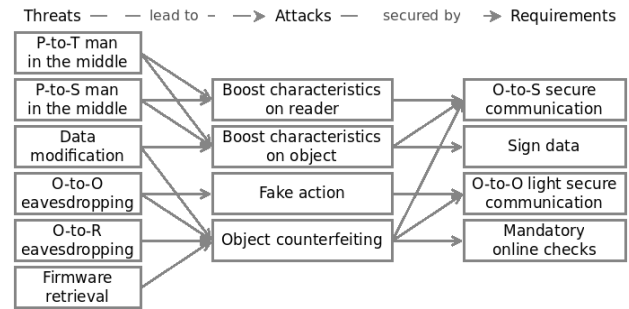 Threats — lead to → Attacks — secured by → Requirements
P-to-T man
in the middle
P-to-S man
in the middle
Data
modification
O-to-O
eavesdropping
O-to-R
eavesdropping
Firmware
retrieval
Boost characteristics
on reader
Boost characteristics
on object
Fake action
Object counterfeiting
O-to-S secure
communication
Sign data
O-to-O light secure
communication
Mandatory
online checks